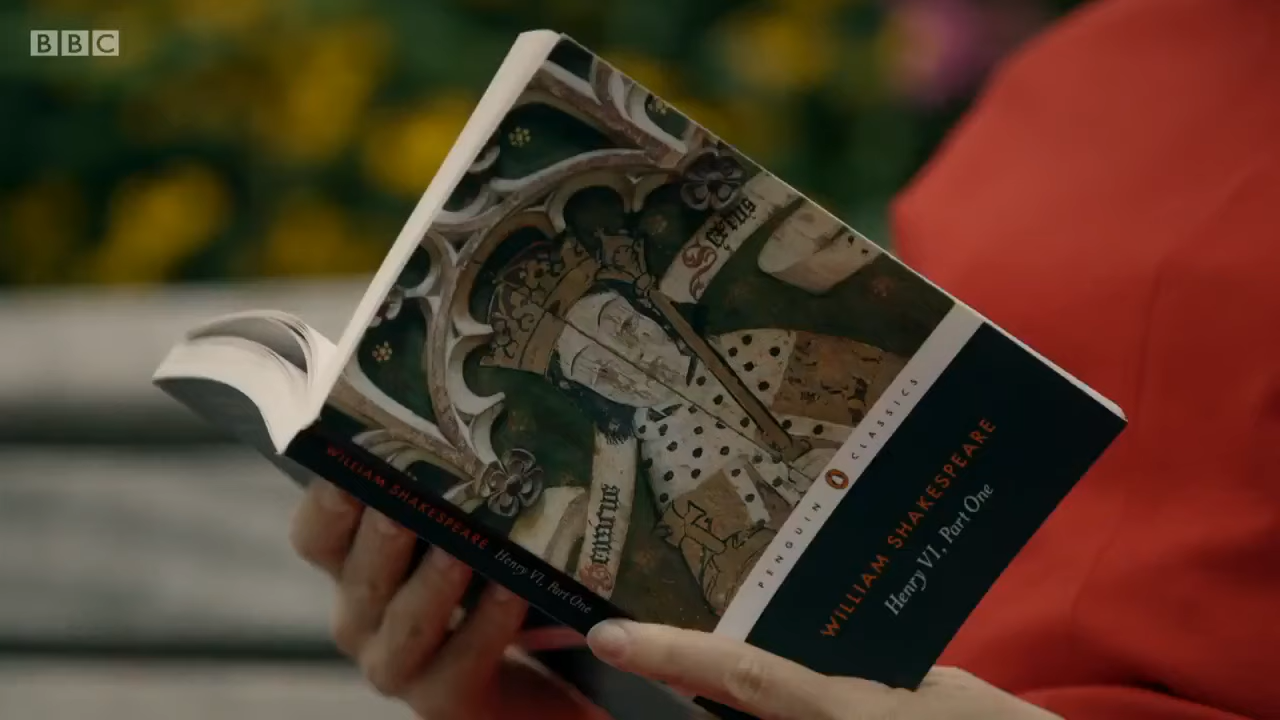 BBC
PENGUIN CLASSICS
WILLIAM SHAKESPEARE
Henry VI, Part One
WILLIAM SHAKESPEARE Henry VI, Part One